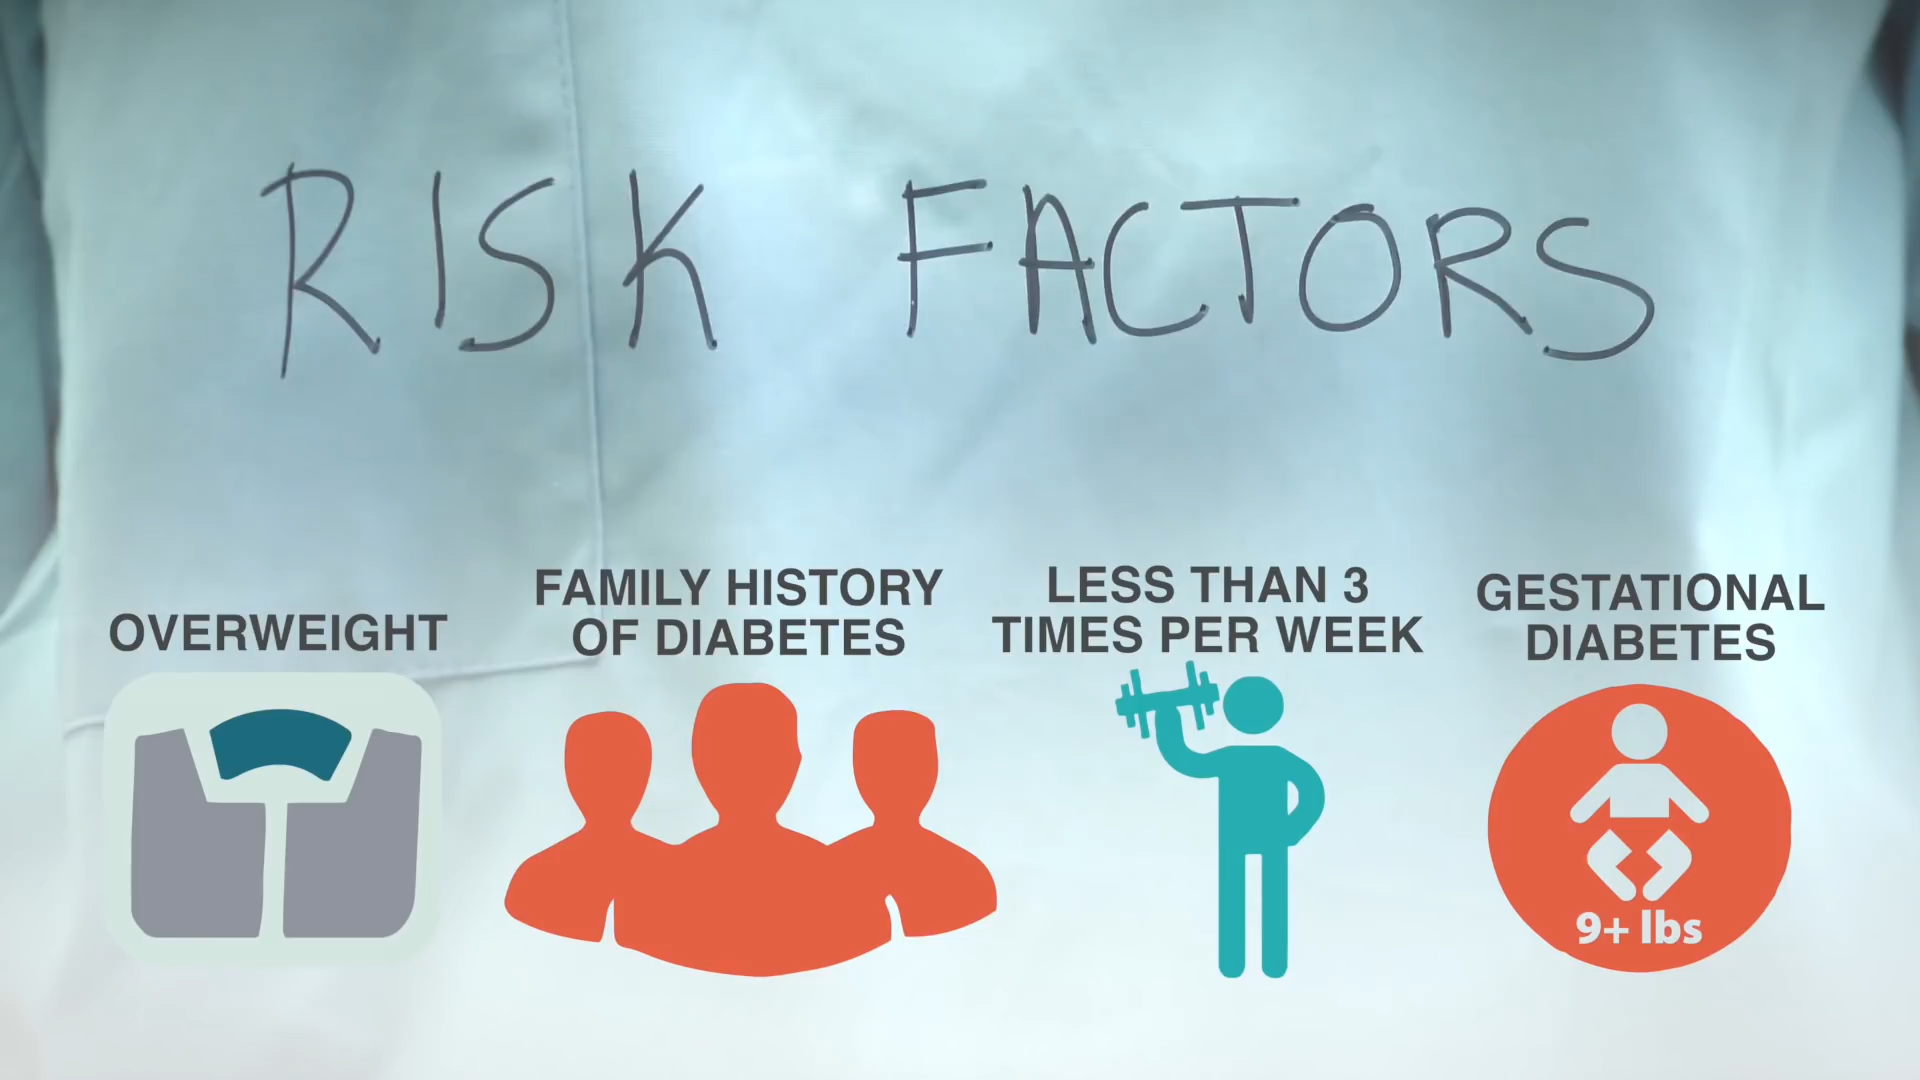 RISK FACTORS
OVERWEIGHT
FAMILY HISTORY
OF DIABETES
LESS THAN 3
TIMES PER WEEK
GESTATIONAL
DIABETES
9+ lbs